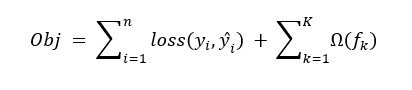 Obj = ∑_{i=1}^{n} loss(y_i, ŷ_i) + ∑_{k=1}^{K} Ω(f_k)